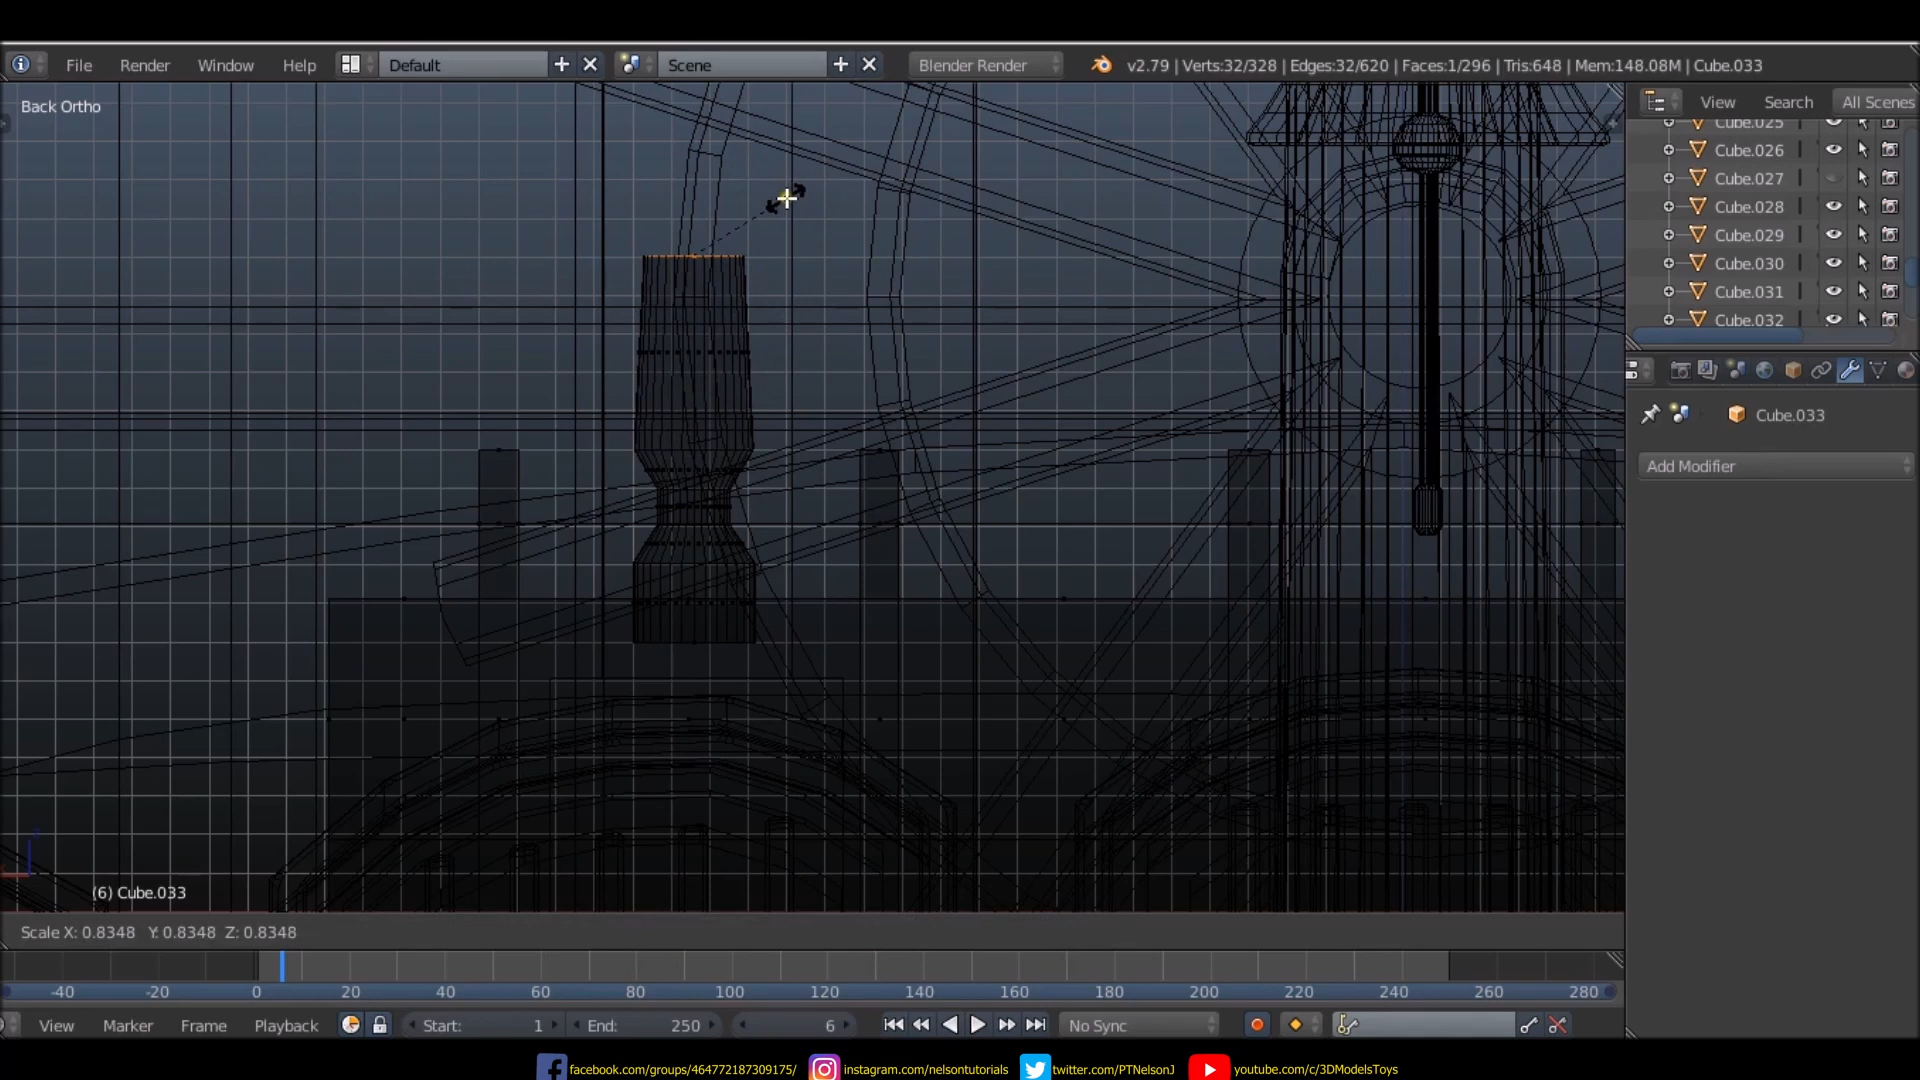 File Render Window Help Default Scene Blender Render v2.79 | Verts:32/328 | Edges:32/620 | Faces:1/296 | Tris:648 | Mem:148.08M | Cube.033
Back Ortho
View Search All Scenes
Cube.025
Cube.026
Cube.027
Cube.028
Cube.029
Cube.030
Cube.031
Cube.032
Cube.033
Add Modifier
(6) Cube.033
Scale X: 0.8348 Y: 0.8348 Z: 0.8348
-40 -20 0 20 40 60 80 100 120 140 160 180 200 220 240 260 280
View Marker Frame Playback Start: 1 End: 250 6 No Sync
facebook.com/groups/464772187309175/ instagram.com/nelsontutorials twitter.com/PTNelsonJ youtube.com/c/3DModelsToys